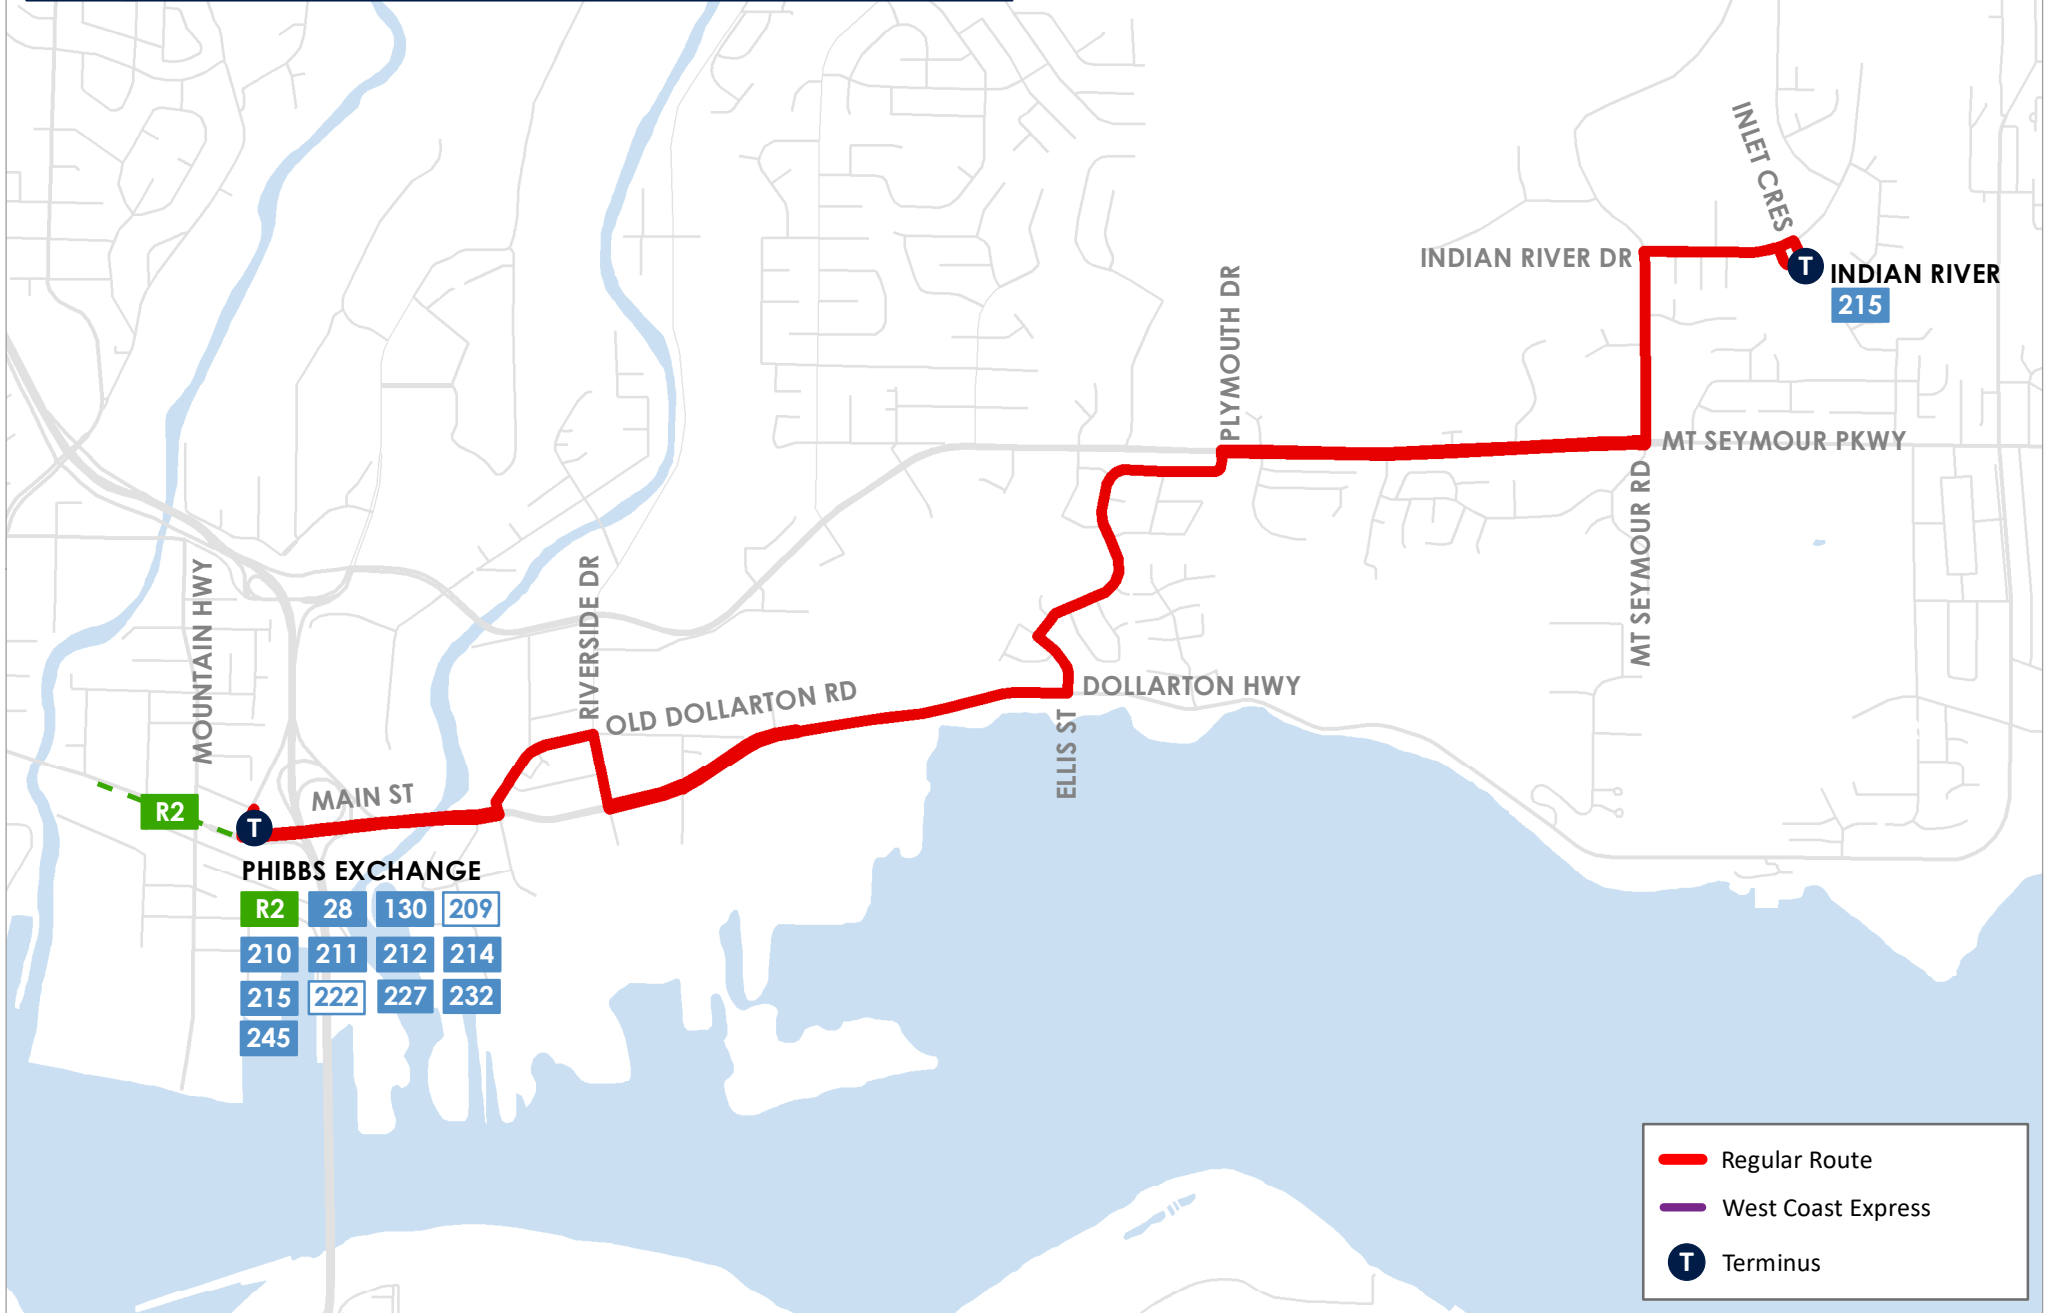 INLET CRES
INDIAN RIVER DR
T
INDIAN RIVER
215
PLYMOUTH DR
MT SEYMOUR PKWY
MT SEYMOUR RD
MOUNTAIN HWY
RIVERSIDE DR
OLD DOLLARTON RD
DOLLARTON HWY
ELLIS ST
MAIN ST
R2
T
PHIBBS EXCHANGE
R2 28 130 209
210 211 212 214
215 222 227 232
245
Regular Route
West Coast Express
T Terminus